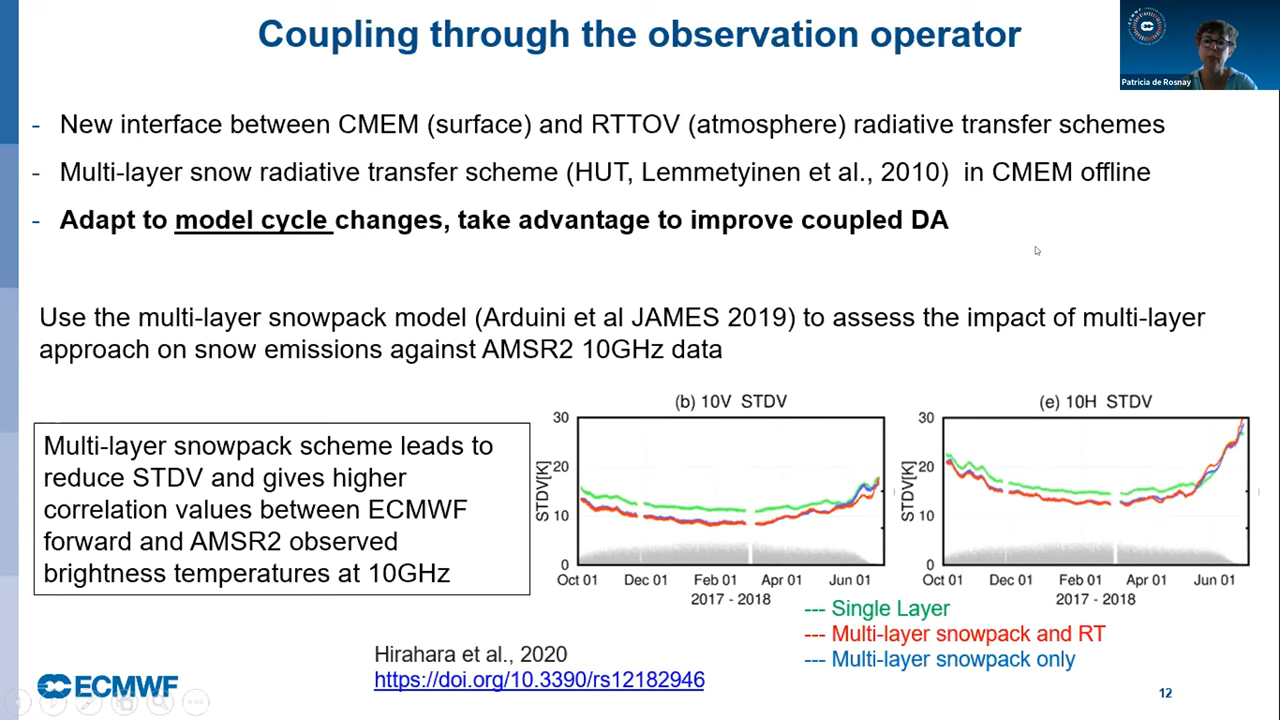 Coupling through the observation operator
Patricia de Rosnay
- New interface between CMEM (surface) and RTTOV (atmosphere) radiative transfer schemes
- Multi-layer snow radiative transfer scheme (HUT, Lemmetyinen et al., 2010) in CMEM offline
- Adapt to model cycle changes, take advantage to improve coupled DA
Use the multi-layer snowpack model (Arduini et al JAMES 2019) to assess the impact of multi-layer
approach on snow emissions against AMSR2 10GHz data
Multi-layer snowpack scheme leads to
reduce STDV and gives higher
correlation values between ECMWF
forward and AMSR2 observed
brightness temperatures at 10GHz
(b) 10V STDV
30
20
10
0
STDV[K]
Oct 01 Dec 01 Feb 01 Apr 01 Jun 01
2017 - 2018
(e) 10H STDV
30
20
10
0
STDV[K]
Oct 01 Dec 01 Feb 01 Apr 01 Jun 01
2017 - 2018
--- Single Layer
--- Multi-layer snowpack and RT
--- Multi-layer snowpack only
Hirahara et al., 2020
https://doi.org/10.3390/rs12182946
ECMWF
12